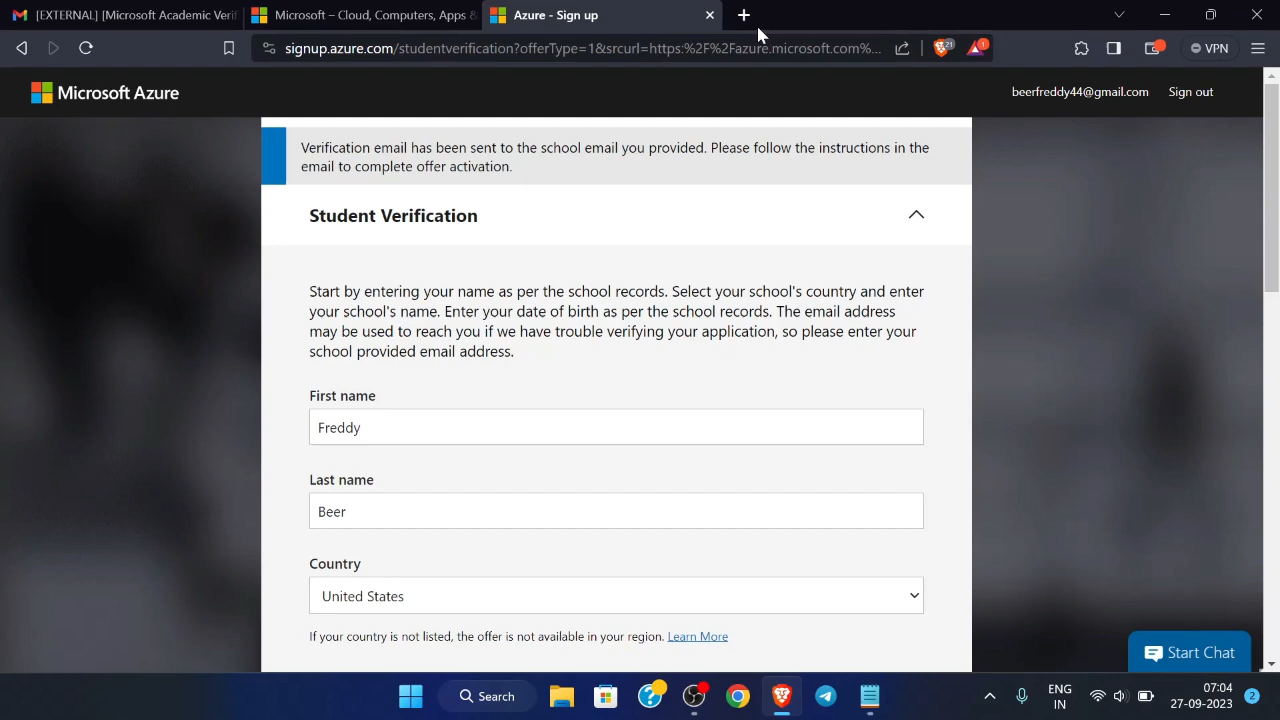 [EXTERNAL] [Microsoft Academic Verif
Microsoft – Cloud, Computers, Apps &
Azure - Sign up
signup.azure.com/studentverification?offerType=1&srcurl=https:%2F%2Fazure.microsoft.com%...
21
1
VPN
Microsoft Azure
beerfreddy44@gmail.com
Sign out
Verification email has been sent to the school email you provided. Please follow the instructions in the
email to complete offer activation.
Student Verification
Start by entering your name as per the school records. Select your school's country and enter
your school's name. Enter your date of birth as per the school records. The email address
may be used to reach you if we have trouble verifying your application, so please enter your
school provided email address.
First name
Freddy
Last name
Beer
Country
United States
If your country is not listed, the offer is not available in your region. Learn More
Start Chat
Search
ENG
IN
07:04
27-09-2023
2